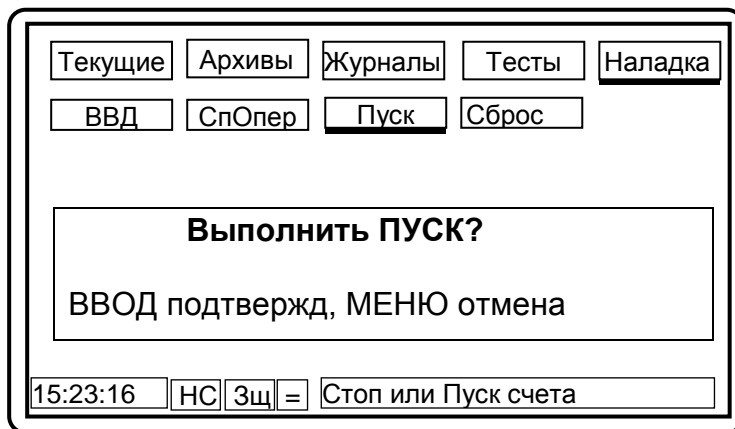 Текущие Архивы Журналы Тесты Наладка
ВВД СпОпер Пуск Сброс
Выполнить ПУСК?
ВВОД подтвержд, МЕНЮ отмена
15:23:16 НС Зщ = Стоп или Пуск счета